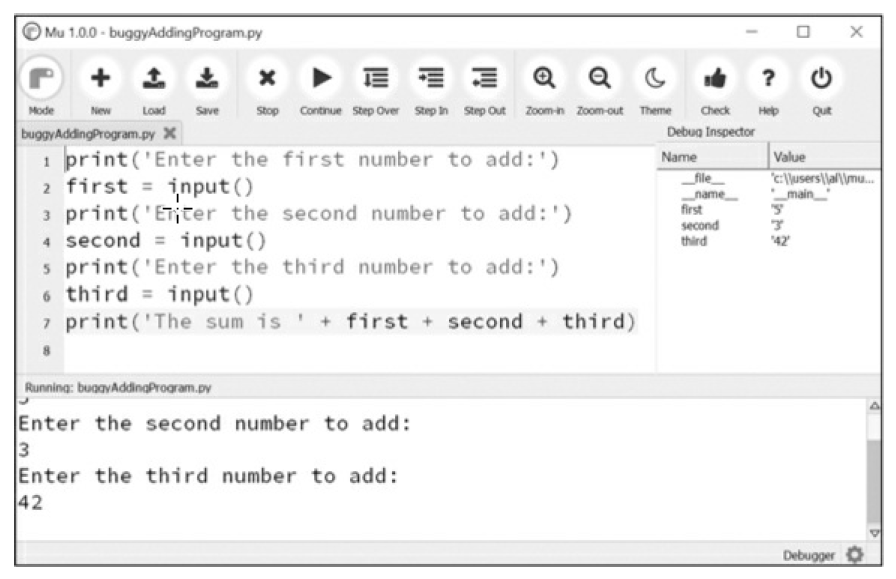 Mu 1.0.0 - buggyAddingProgram.py
Mode New Load Save Stop Continue Step Over Step In Step Out Zoom-in Zoom-out Theme Check Help Quit
buggyAddingProgram.py
Debug Inspector
Name Value
__file__ 'c:\\users\\al\\mu...
__name__ '__main__'
first '5'
second '3'
third '42'
1 print('Enter the first number to add:')
2 first = input()
3 print('Enter the second number to add:')
4 second = input()
5 print('Enter the third number to add:')
6 third = input()
7 print('The sum is ' + first + second + third)
8
Running: buggyAddingProgram.py
Enter the second number to add:
3
Enter the third number to add:
42
Debugger